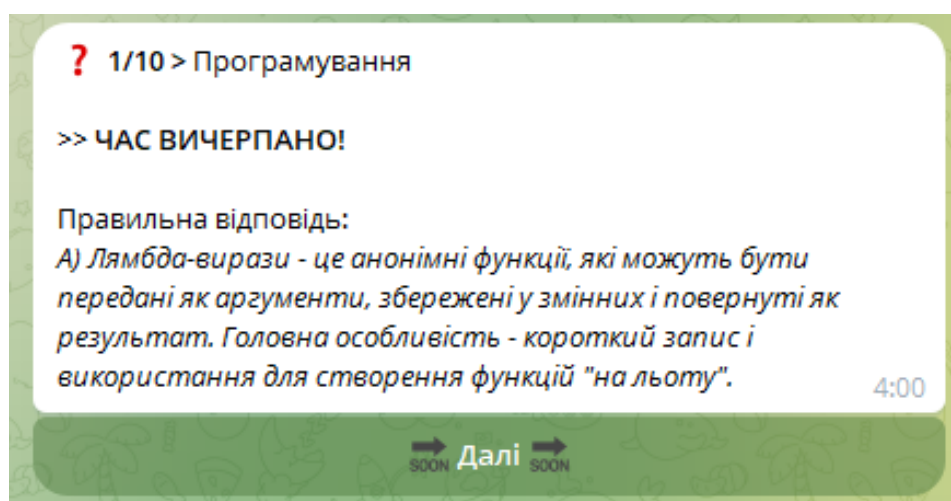 ❓ 1/10 > Програмування
>> ЧАС ВИЧЕРПАНО!
Правильна відповідь:
А) Лямбда-вирази - це анонімні функції, які можуть бути
передані як аргументи, збережені у змінних і повернуті як
результат. Головна особливість - короткий запис і
використання для створення функцій "на льоту".
4:00
SOON Далі SOON